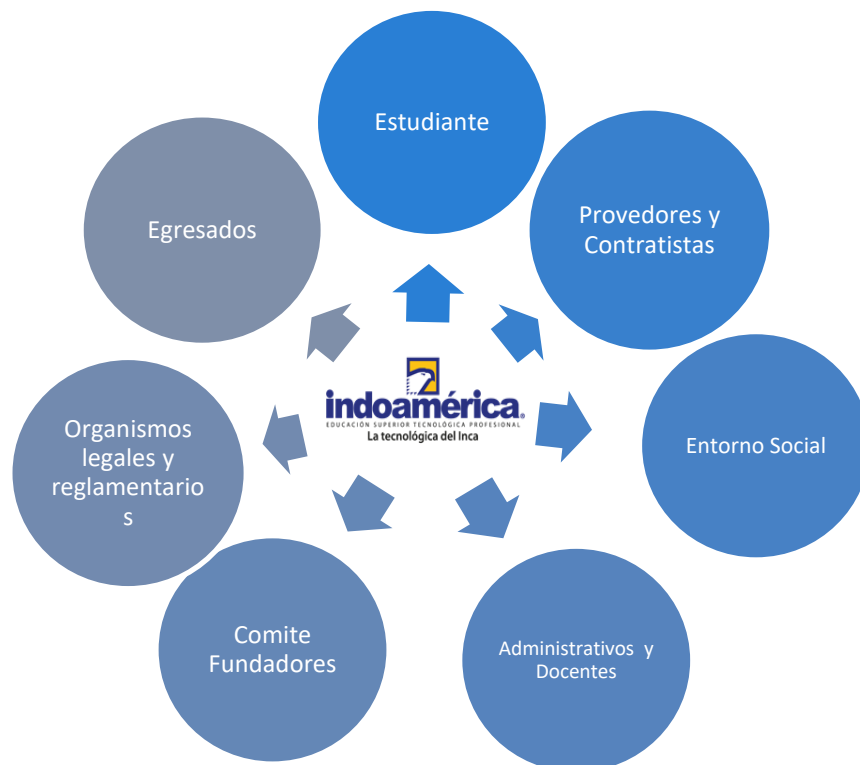 Estudiante
Provedores y
Contratistas
Entorno Social
Administrativos y
Docentes
Comite
Fundadores
Organismos
legales y
reglamentario
s
Egresados
indoamérica®
EDUCACIÓN SUPERIOR TECNOLÓGICA PROFESIONAL
La tecnológica del Inca